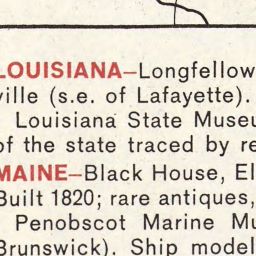 LOUISIANA—Longfellow
ville (s.e. of Lafayette).
Louisiana State Museu
of the state traced by re
MAINE—Black House, El
Built 1820; rare antiques,
Penobscot Marine Mu
Brunswick). Ship model